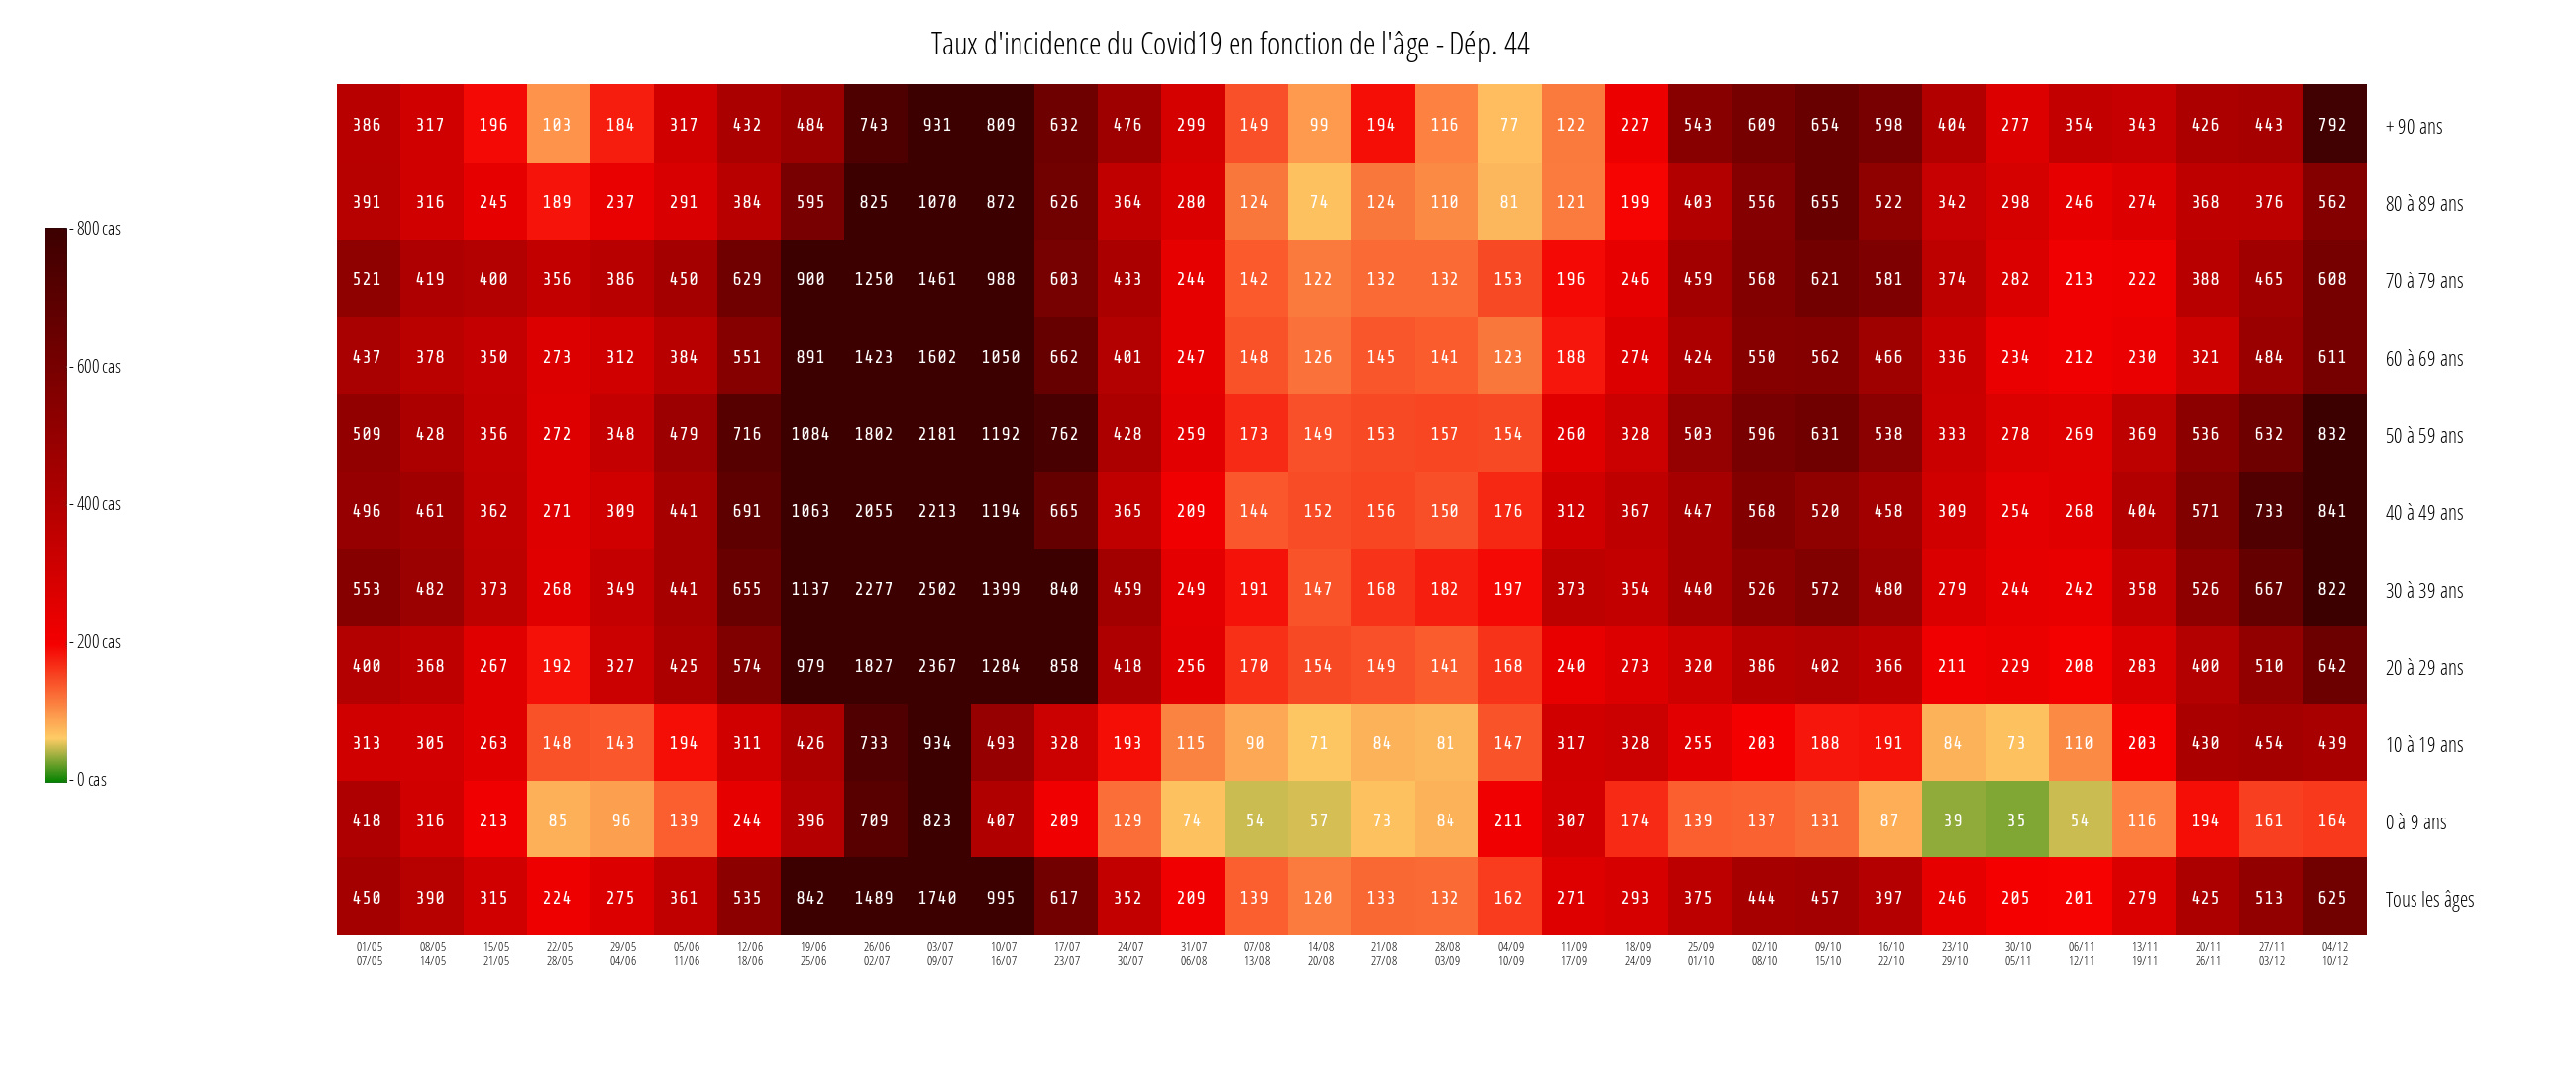 Taux d'incidence du Covid19 en fonction de l'âge - Dép. 44
- 800 cas
- 600 cas
- 400 cas
- 200 cas
- 0 cas
386 317 196 103 184 317 432 484 743 931 809 632 476 299 149 99 194 116 77 122 227 543 609 654 598 404 277 354 343 426 443 792 + 90 ans
391 316 245 189 237 291 384 595 825 1070 872 626 364 280 124 74 124 110 81 121 199 403 556 655 522 342 298 246 274 368 376 562 80 à 89 ans
521 419 400 356 386 450 629 900 1250 1461 988 603 433 244 142 122 132 132 153 196 246 459 568 621 581 374 282 213 222 388 465 608 70 à 79 ans
437 378 350 273 312 384 551 891 1423 1602 1050 662 401 247 148 126 145 141 123 188 274 424 550 562 466 336 234 212 230 321 484 611 60 à 69 ans
509 428 356 272 348 479 716 1084 1802 2181 1192 762 428 259 173 149 153 157 154 260 328 503 596 631 538 333 278 269 369 536 632 832 50 à 59 ans
496 461 362 271 309 441 691 1063 2055 2213 1194 665 365 209 144 152 156 150 176 312 367 447 568 520 458 309 254 268 404 571 733 841 40 à 49 ans
553 482 373 268 349 441 655 1137 2277 2502 1399 840 459 249 191 147 168 182 197 373 354 440 526 572 480 279 244 242 358 526 667 822 30 à 39 ans
400 368 267 192 327 425 574 979 1827 2367 1284 858 418 256 170 154 149 141 168 240 273 320 386 402 366 211 229 208 283 400 510 642 20 à 29 ans
313 305 263 148 143 194 311 426 733 934 493 328 193 115 90 71 84 81 147 317 328 255 203 188 191 84 73 110 203 430 454 439 10 à 19 ans
418 316 213 85 96 139 244 396 709 823 407 209 129 74 54 57 73 84 211 307 174 139 137 131 87 39 35 54 116 194 161 164 0 à 9 ans
450 390 315 224 275 361 535 842 1489 1740 995 617 352 209 139 120 133 132 162 271 293 375 444 457 397 246 205 201 279 425 513 625 Tous les âges
01/05 08/05 15/05 22/05 29/05 05/06 12/06 19/06 26/06 03/07 10/07 17/07 24/07 31/07 07/08 14/08 21/08 28/08 04/09 11/09 18/09 25/09 02/10 09/10 16/10 23/10 30/10 06/11 13/11 20/11 27/11 04/12
07/05 14/05 21/05 28/05 04/06 11/06 18/06 25/06 02/07 09/07 16/07 23/07 30/07 06/08 13/08 20/08 27/08 03/09 10/09 17/09 24/09 01/10 08/10 15/10 22/10 29/10 05/11 12/11 19/11 26/11 03/12 10/12